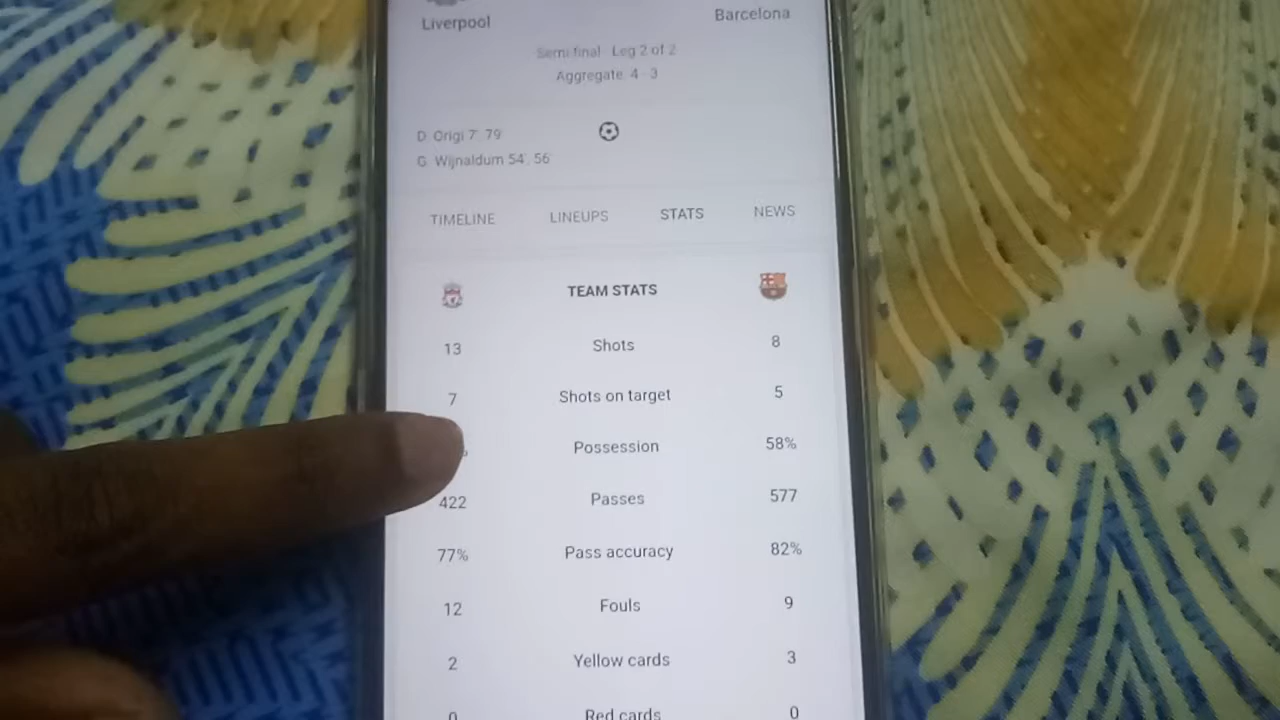 Liverpool Barcelona
Semi final · Leg 2 of 2
Aggregate: 4 - 3
D. Origi 7', 79'
G. Wijnaldum 54', 56'
TIMELINE LINEUPS STATS NEWS
TEAM STATS
13 Shots 8
7 Shots on target 5
Possession 58%
422 Passes 577
77% Pass accuracy 82%
12 Fouls 9
2 Yellow cards 3
0 Red cards 0